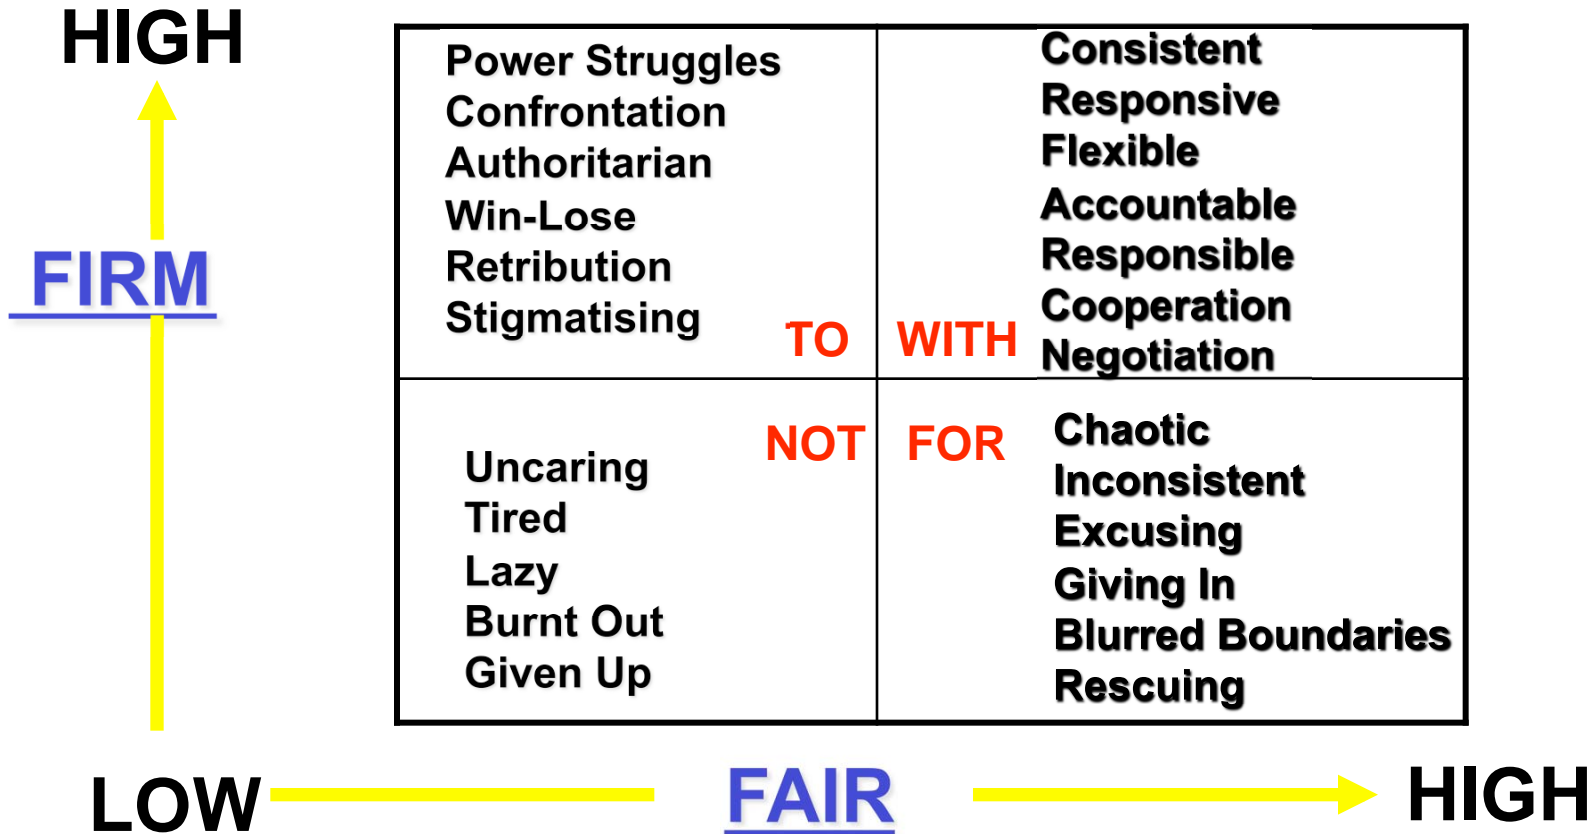 HIGH
FIRM
Power Struggles
Confrontation
Authoritarian
Win-Lose
Retribution
Stigmatising
TO
WITH
Consistent
Responsive
Flexible
Accountable
Responsible
Cooperation
Negotiation
NOT
Uncaring
Tired
Lazy
Burnt Out
Given Up
FOR
Chaotic
Inconsistent
Excusing
Giving In
Blurred Boundaries
Rescuing
LOW
FAIR
HIGH